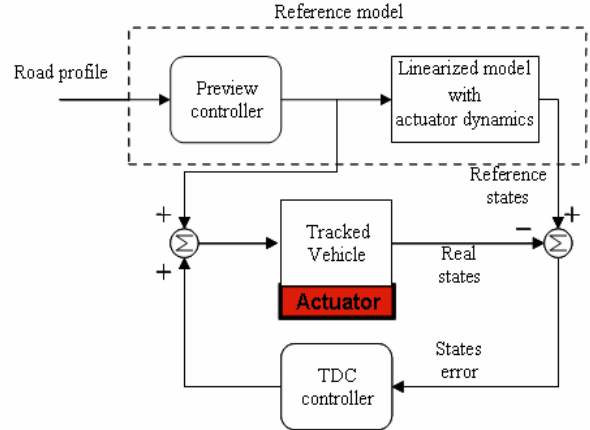 Reference model
Road profile
Preview
controller
Linearized model
with
actuator dynamics
Reference
states
+
+
+
−
Σ
Σ
Tracked
Vehicle
Actuator
Real
states
States
error
TDC
controller